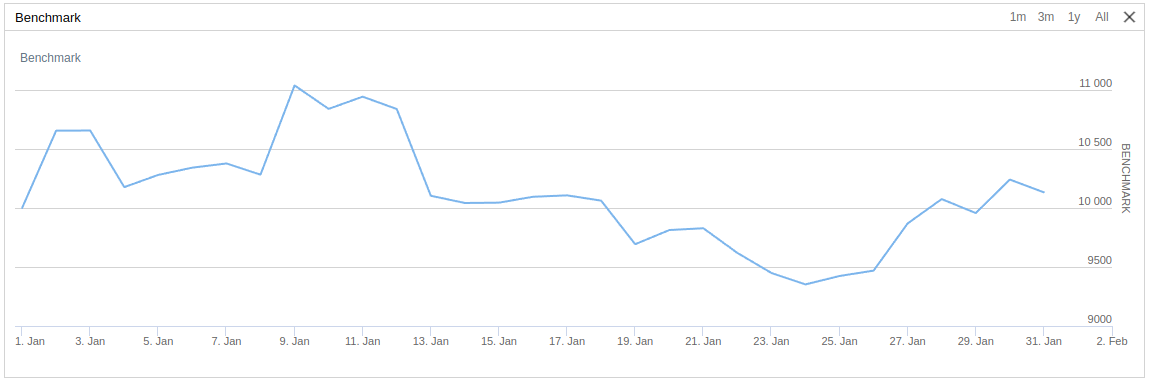 Benchmark
1m 3m 1y All
Benchmark
11 000
10 500
10 000
9500
9000
BENCHMARK
1. Jan 3. Jan 5. Jan 7. Jan 9. Jan 11. Jan 13. Jan 15. Jan 17. Jan 19. Jan 21. Jan 23. Jan 25. Jan 27. Jan 29. Jan 31. Jan 2. Feb